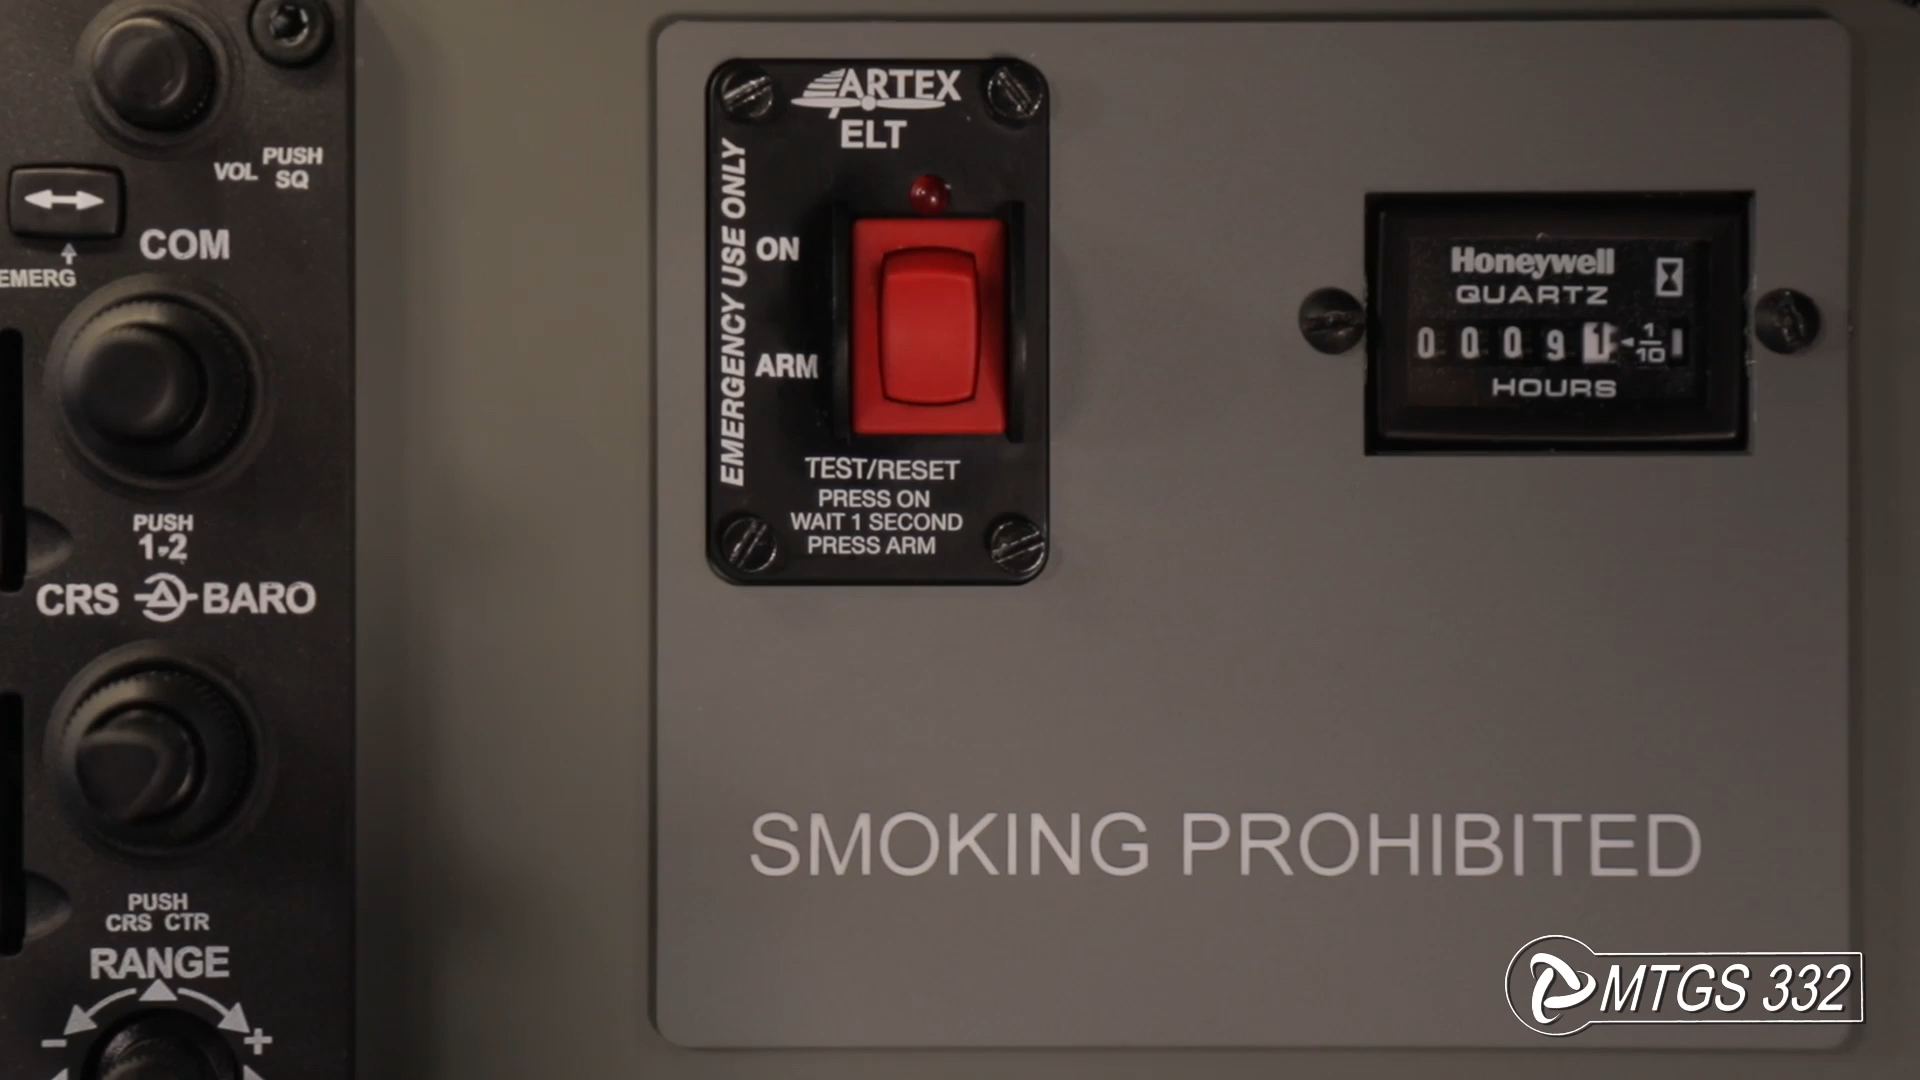 VOL
PUSH
SQ
COM
EMERG
PUSH
1-2
CRS
BARO
PUSH
CRS CTR
RANGE
- +
ARTEX
ELT
EMERGENCY USE ONLY
ON
ARM
TEST/RESET
PRESS ON
WAIT 1 SECOND
PRESS ARM
Honeywell
QUARTZ
0 0 0 9 1 1/10
HOURS
SMOKING PROHIBITED
MTGS 332